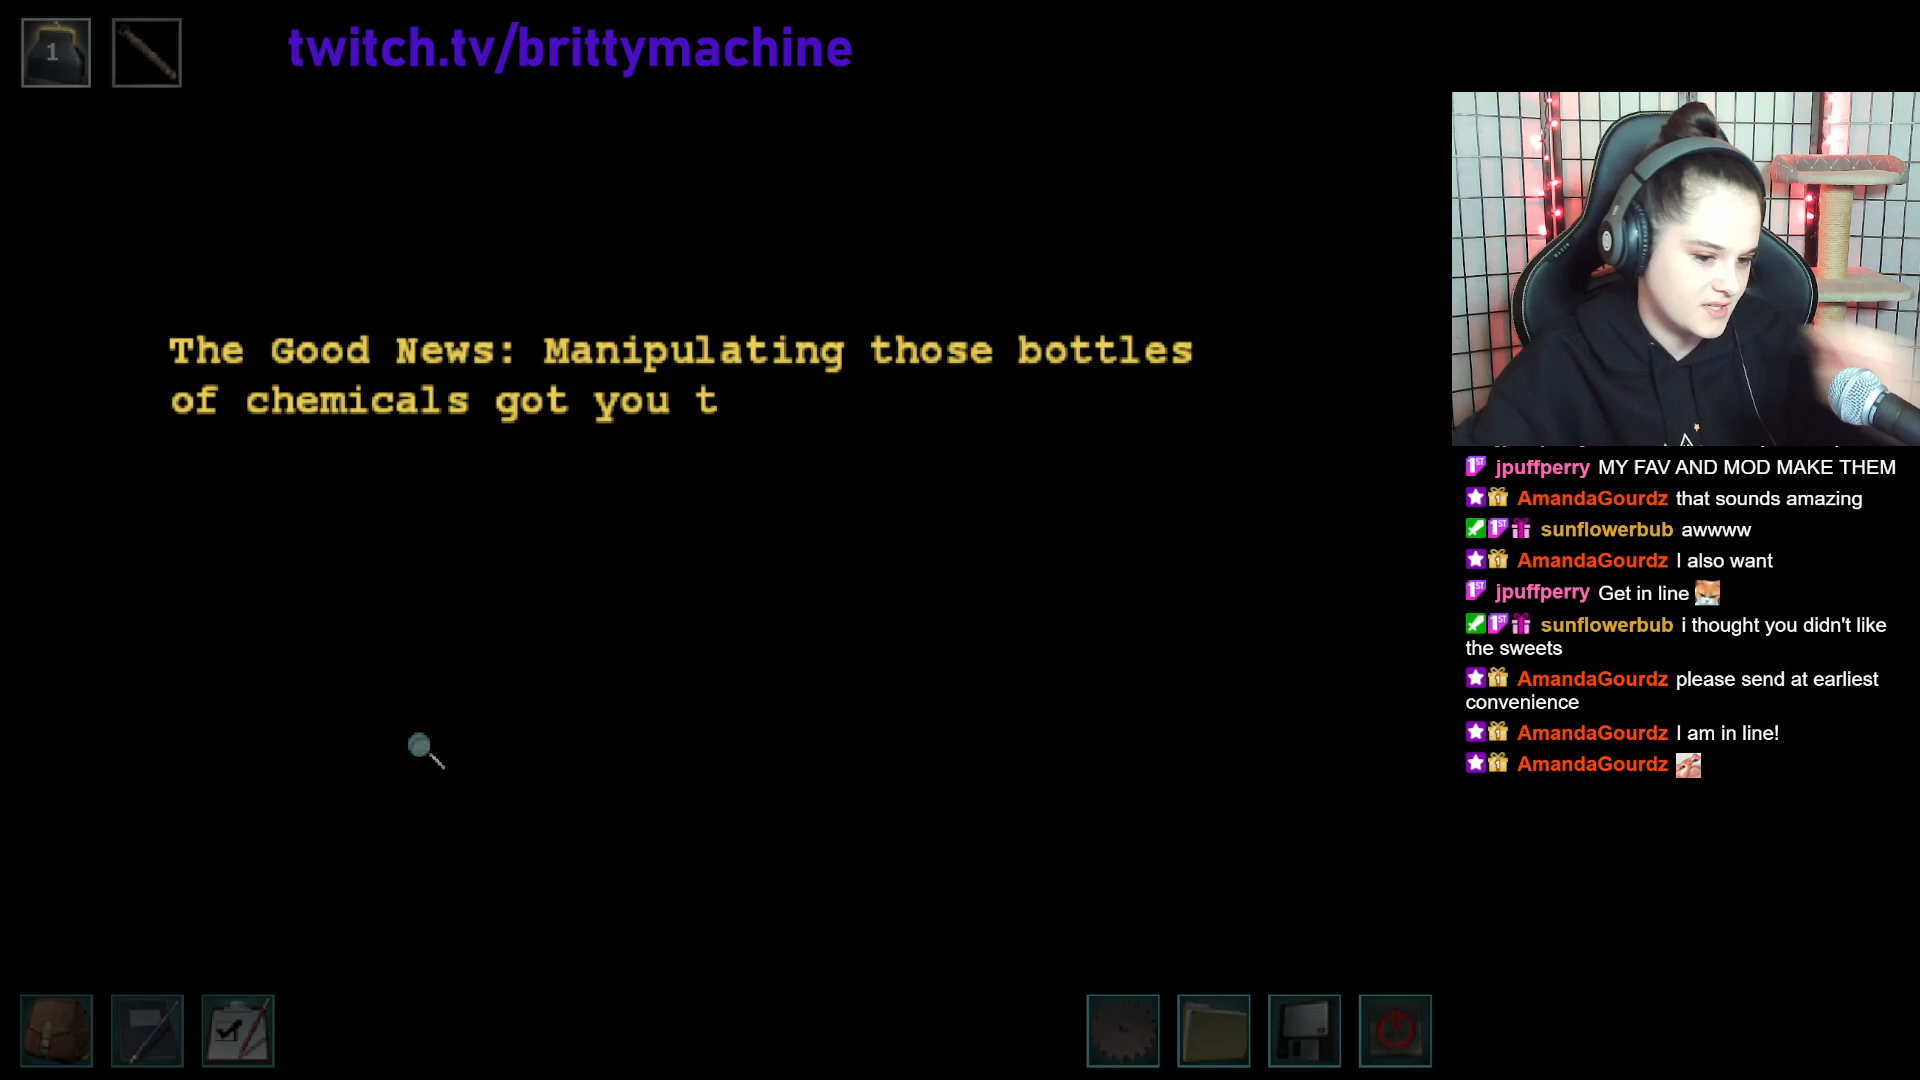 1
twitch.tv/brittymachine
The Good News: Manipulating those bottles
of chemicals got you t
jpuffperry MY FAV AND MOD MAKE THEM
AmandaGourdz that sounds amazing
sunflowerbub awwww
AmandaGourdz I also want
jpuffperry Get in line
sunflowerbub i thought you didn't like
the sweets
AmandaGourdz please send at earliest
convenience
AmandaGourdz I am in line!
AmandaGourdz